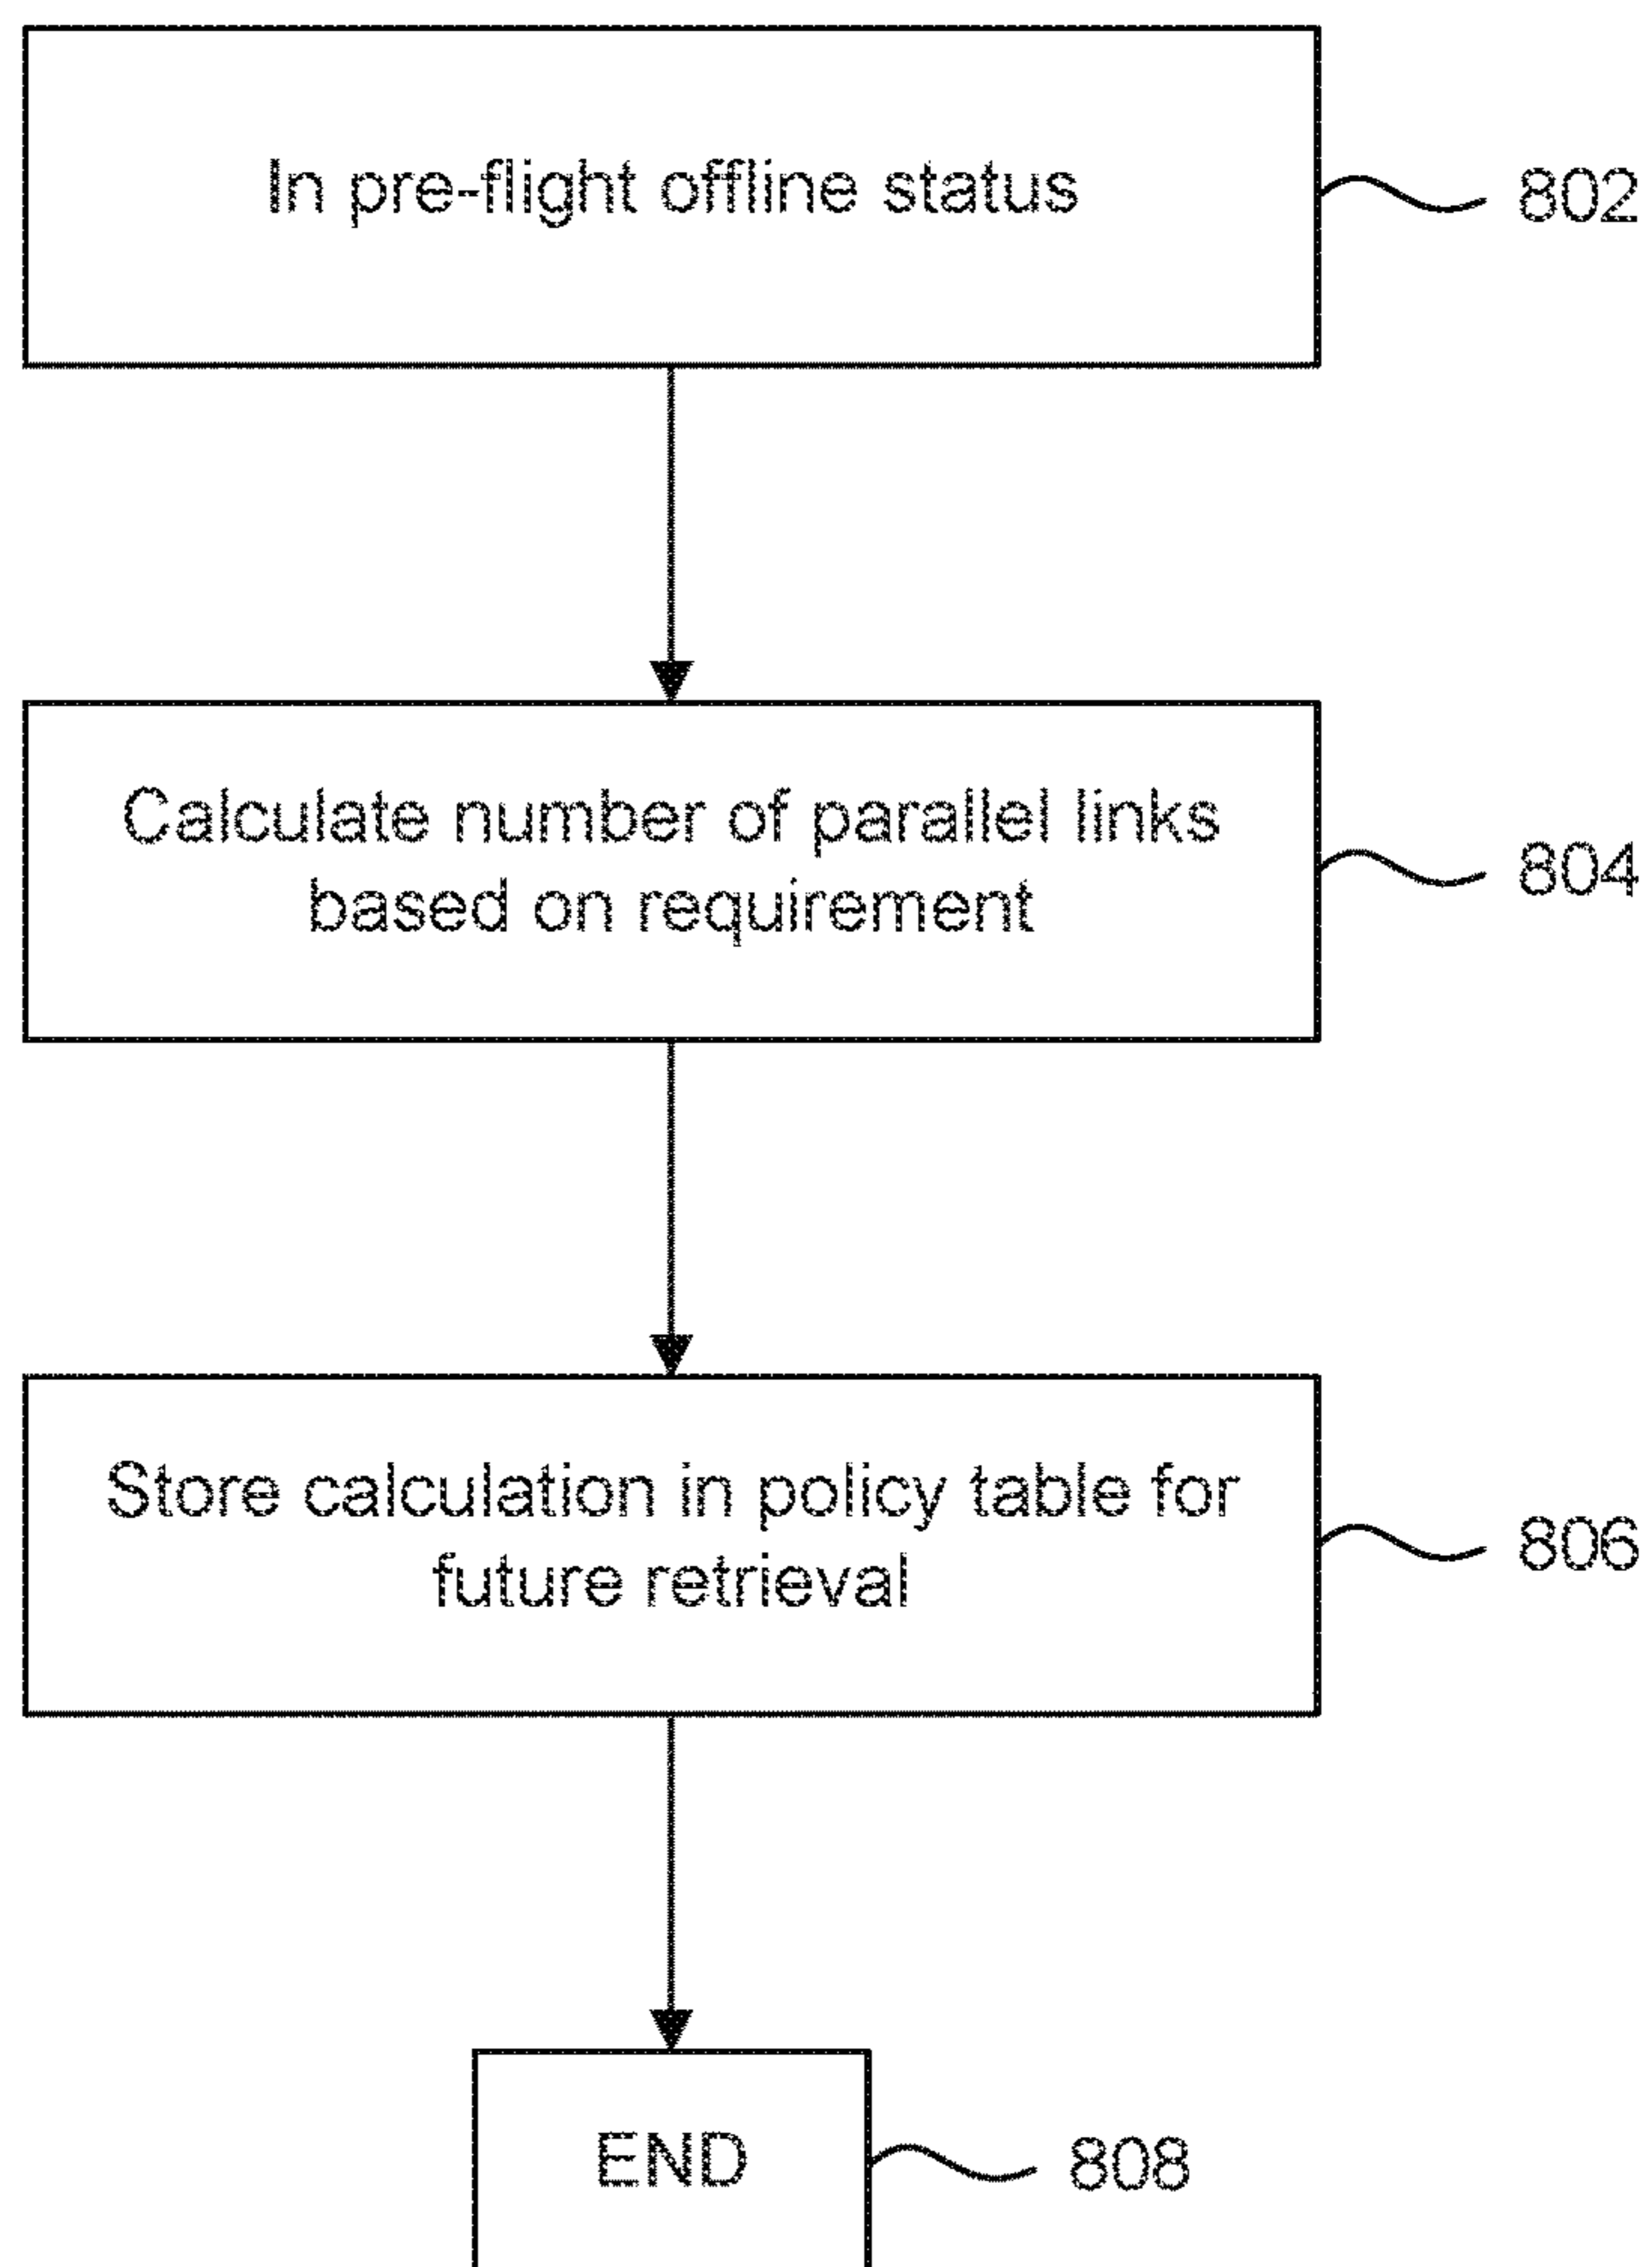 In pre-flight offline status
802
Calculate number of parallel links
based on requirement
804
Store calculation in policy table for
future retrieval
806
END
808